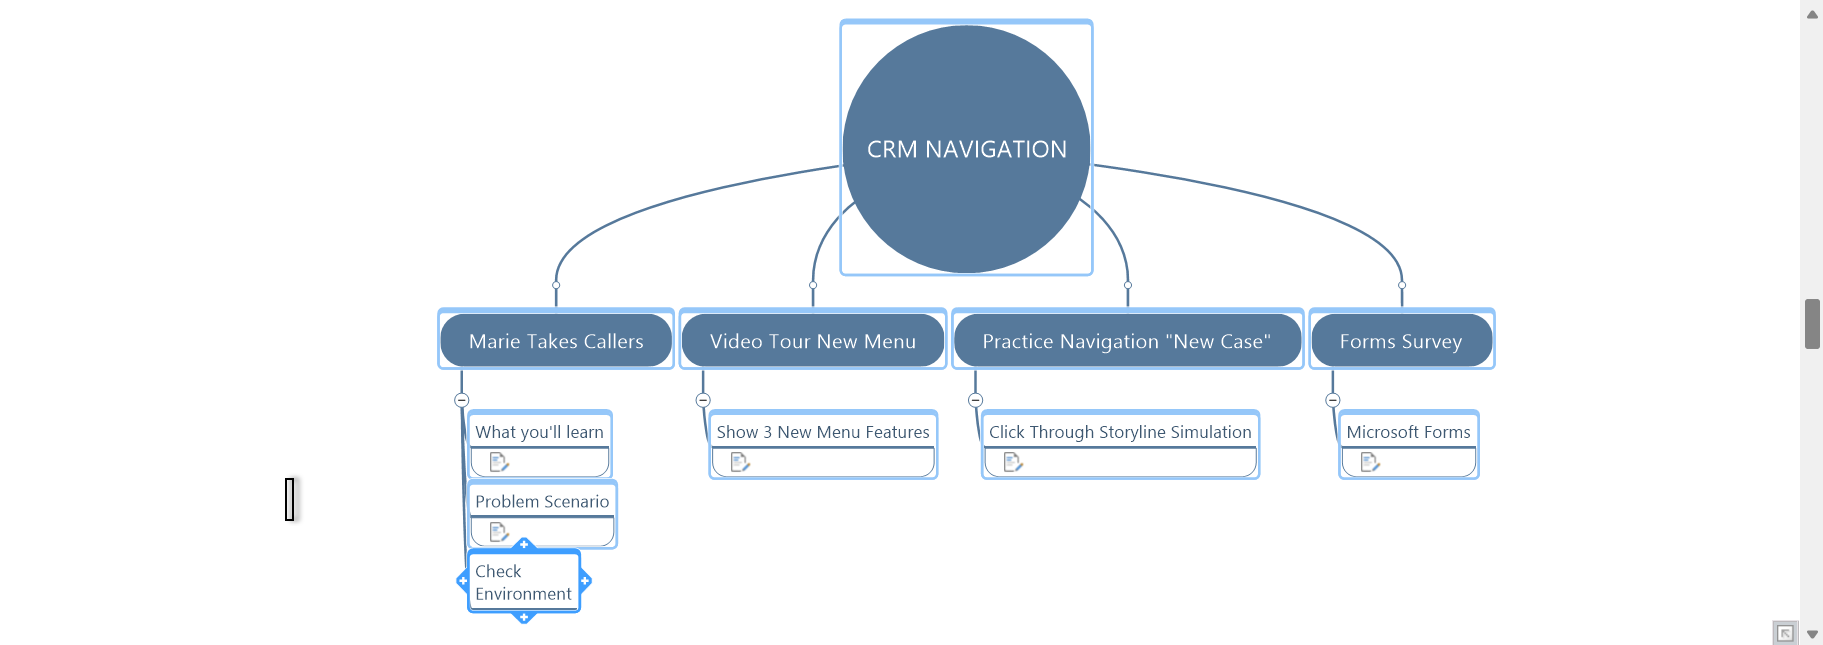 CRM NAVIGATION
Marie Takes Callers
Video Tour New Menu
Practice Navigation "New Case"
Forms Survey
What you'll learn
Show 3 New Menu Features
Click Through Storyline Simulation
Microsoft Forms
Problem Scenario
Check
Environment